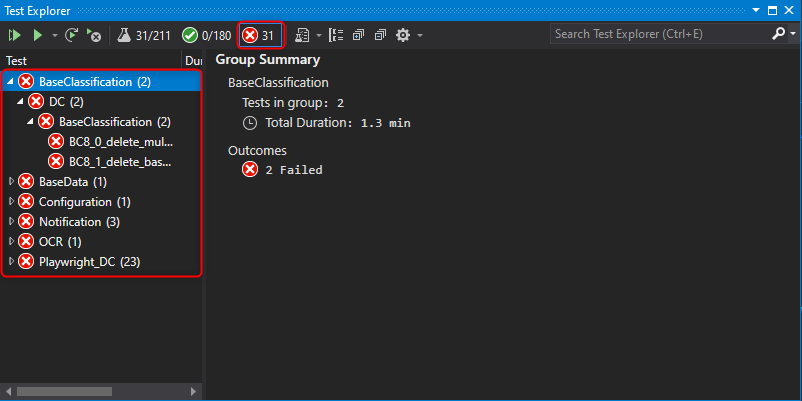 Test Explorer
31/211 0/180 31 Search Test Explorer (Ctrl+E)
Test Dur
Group Summary
BaseClassification (2)
BaseClassification
DC (2)
Tests in group: 2
BaseClassification (2)
Total Duration: 1.3 min
BC8_0_delete_mul...
BC8_1_delete_bas...
Outcomes
2 Failed
BaseData (1)
Configuration (1)
Notification (3)
OCR (1)
Playwright_DC (23)